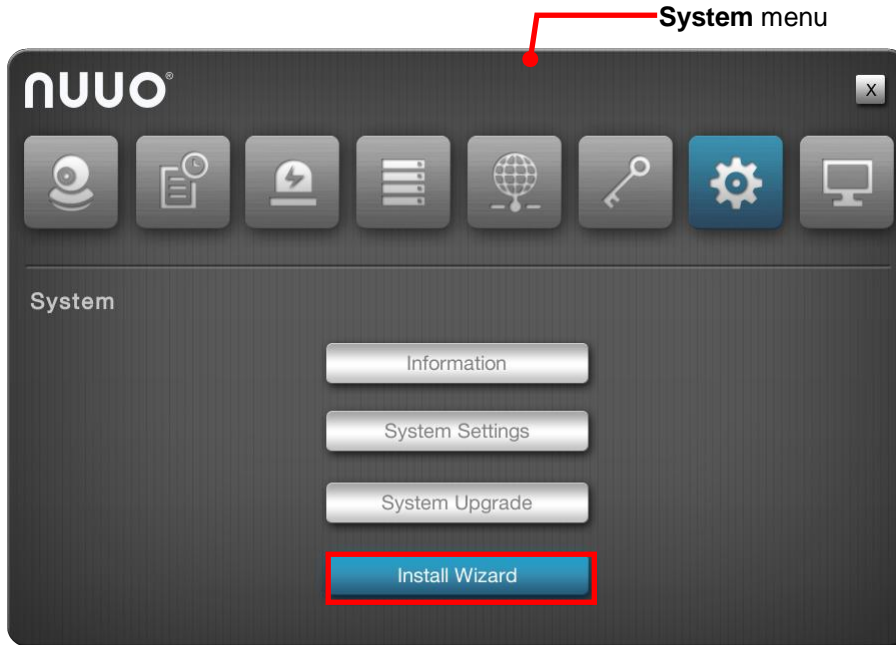 System menu
nuuo®
X
System
Information
System Settings
System Upgrade
Install Wizard